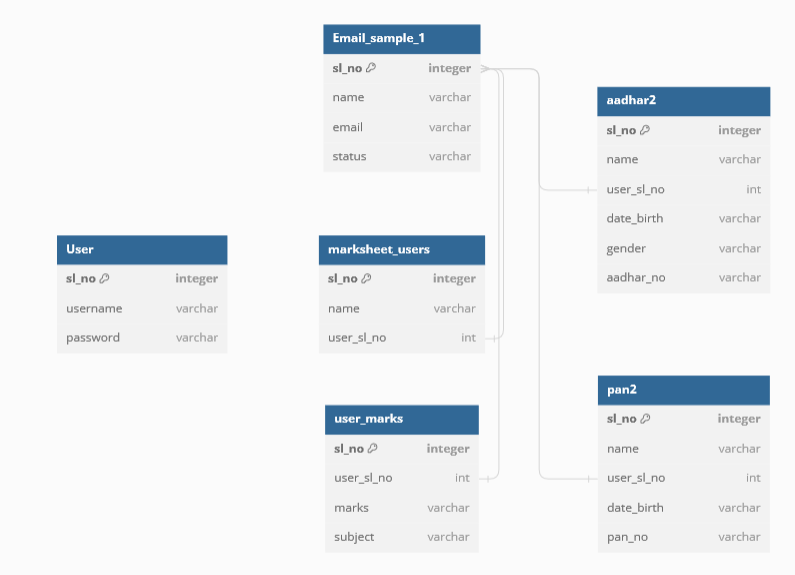 Email_sample_1
sl_no integer
name varchar
email varchar
status varchar
aadhar2
sl_no integer
name varchar
user_sl_no int
date_birth varchar
gender varchar
aadhar_no varchar
User
sl_no integer
username varchar
password varchar
marksheet_users
sl_no integer
name varchar
user_sl_no int
user_marks
sl_no integer
user_sl_no int
marks varchar
subject varchar
pan2
sl_no integer
name varchar
user_sl_no int
date_birth varchar
pan_no varchar